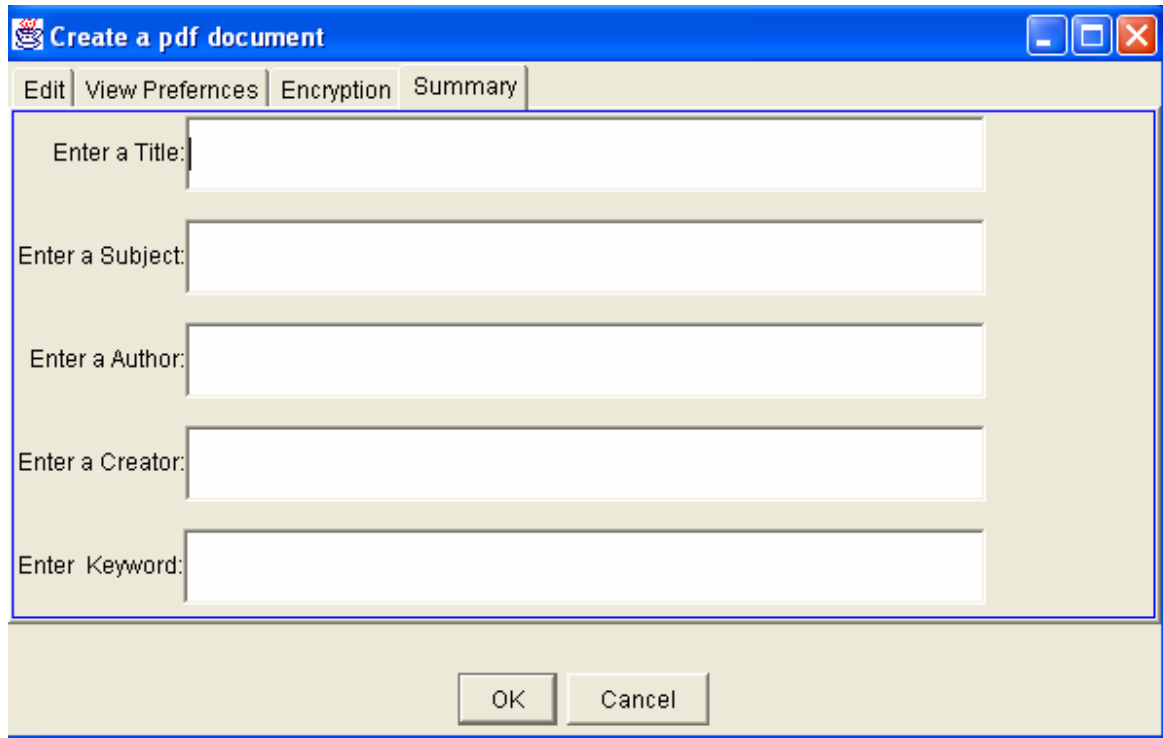 Create a pdf document
Edit View Prefernces Encryption Summary
Enter a Title:
Enter a Subject:
Enter a Author:
Enter a Creator:
Enter  Keyword:
OK Cancel